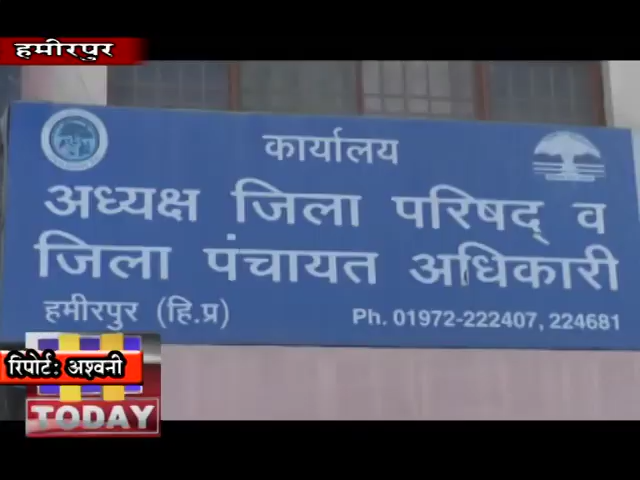 हमीरपुर
कार्यालय
अध्यक्ष जिला परिषद् व
जिला पंचायत अधिकारी
हमीरपुर (हि.प्र)
Ph. 01972-222407, 224681
रिपोर्ट: अश्वनी
TODAY